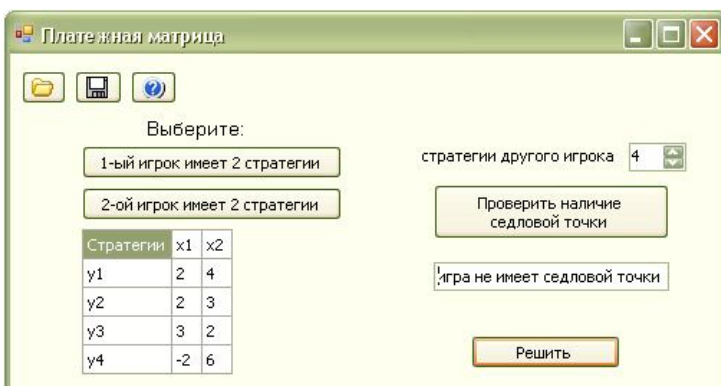 Платежная матрица
Выберите:
1-ый игрок имеет 2 стратегии
стратегии другого игрока 4
2-ой игрок имеет 2 стратегии
Проверить наличие
седловой точки
Стратегии x1 x2
y1 2 4
y2 2 3
y3 3 2
y4 -2 6
игра не имеет седловой точки
Решить